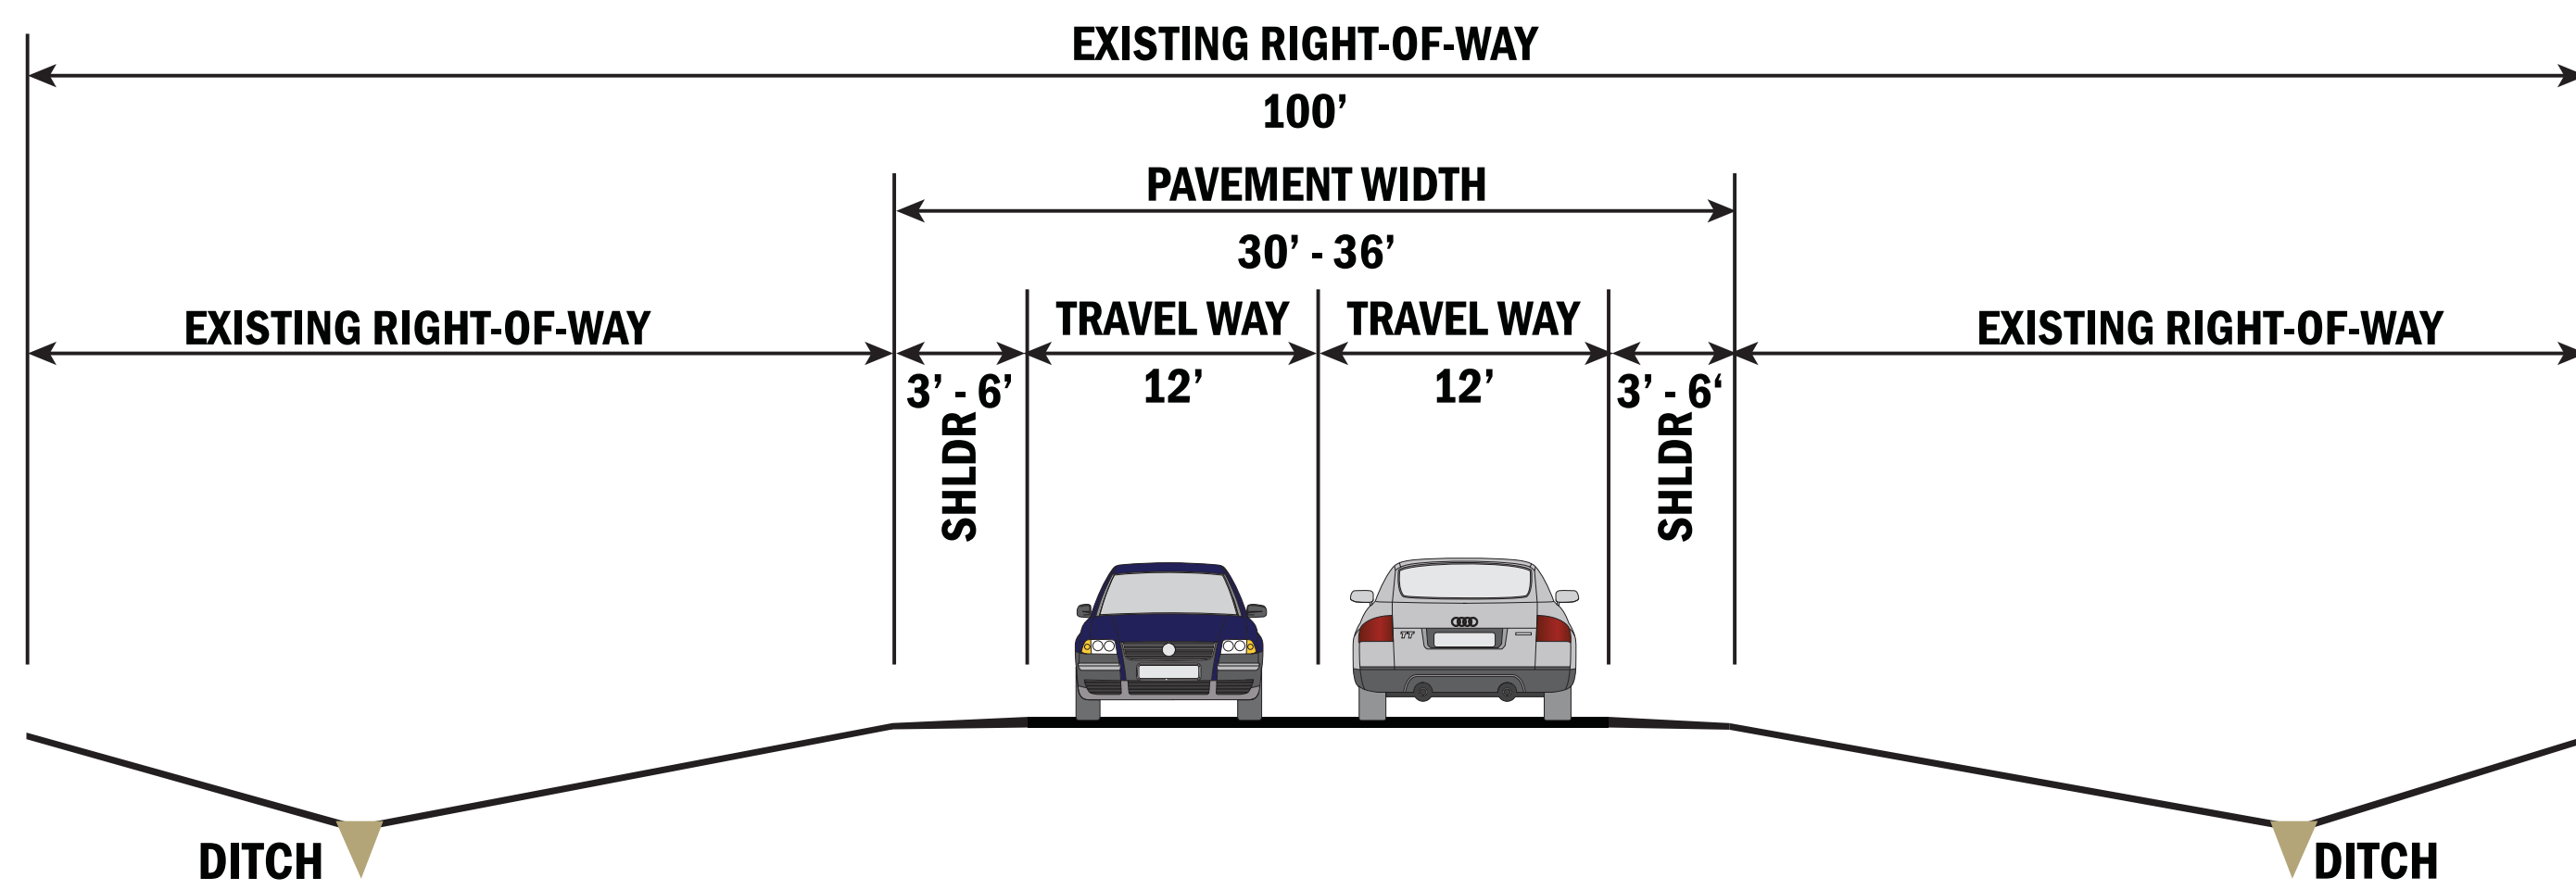 EXISTING RIGHT-OF-WAY
100’
PAVEMENT WIDTH
30’ - 36’
EXISTING RIGHT-OF-WAY
TRAVEL WAY
TRAVEL WAY
EXISTING RIGHT-OF-WAY
3’ - 6’
12’
12’
3’ - 6‘
SHLDR
SHLDR
TT
DITCH
DITCH